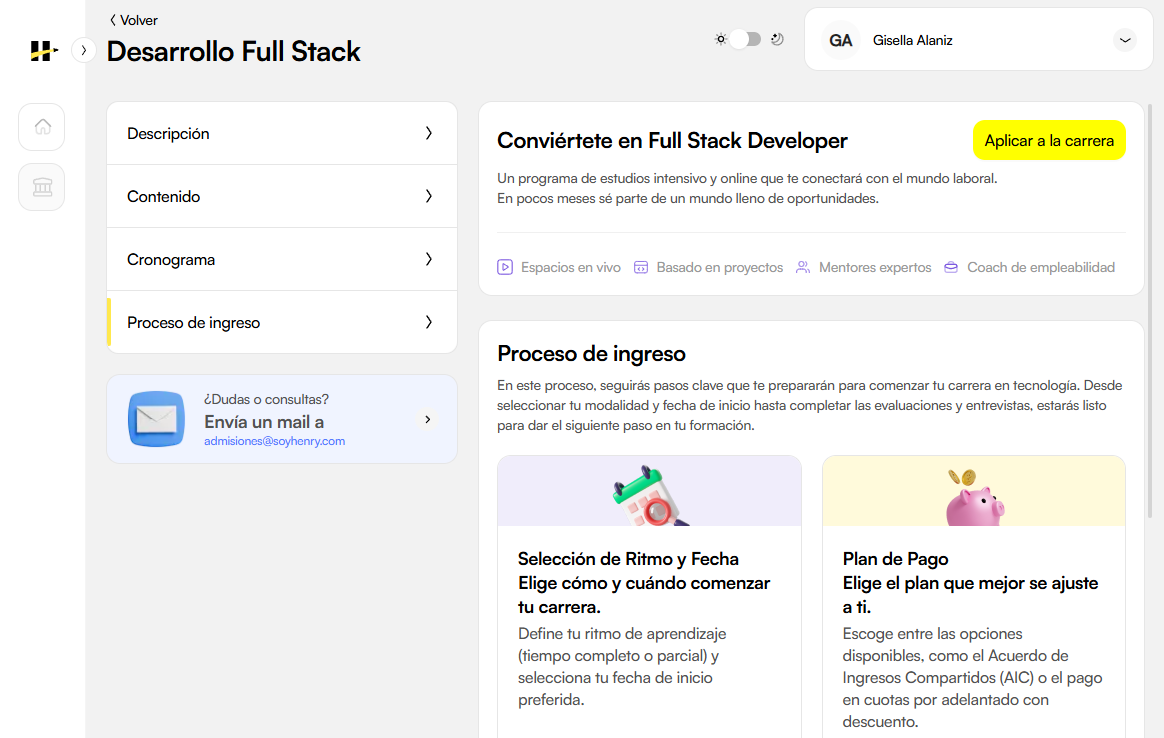 Volver
Desarrollo Full Stack
GA
Gisella Alaniz
Descripción
Contenido
Cronograma
Proceso de ingreso
¿Dudas o consultas?
Envía un mail a
admisiones@soyhenry.com
Conviértete en Full Stack Developer
Aplicar a la carrera
Un programa de estudios intensivo y online que te conectará con el mundo laboral.
En pocos meses sé parte de un mundo lleno de oportunidades.
Espacios en vivo
Basado en proyectos
Mentores expertos
Coach de empleabilidad
Proceso de ingreso
En este proceso, seguirás pasos clave que te prepararán para comenzar tu carrera en tecnología. Desde
seleccionar tu modalidad y fecha de inicio hasta completar las evaluaciones y entrevistas, estarás listo
para dar el siguiente paso en tu formación.
Selección de Ritmo y Fecha
Elige cómo y cuándo comenzar
tu carrera.
Define tu ritmo de aprendizaje
(tiempo completo o parcial) y
selecciona tu fecha de inicio
preferida.
Plan de Pago
Elige el plan que mejor se ajuste
a ti.
Escoge entre las opciones
disponibles, como el Acuerdo de
Ingresos Compartidos (AIC) o el pago
en cuotas por adelantado con
descuento.